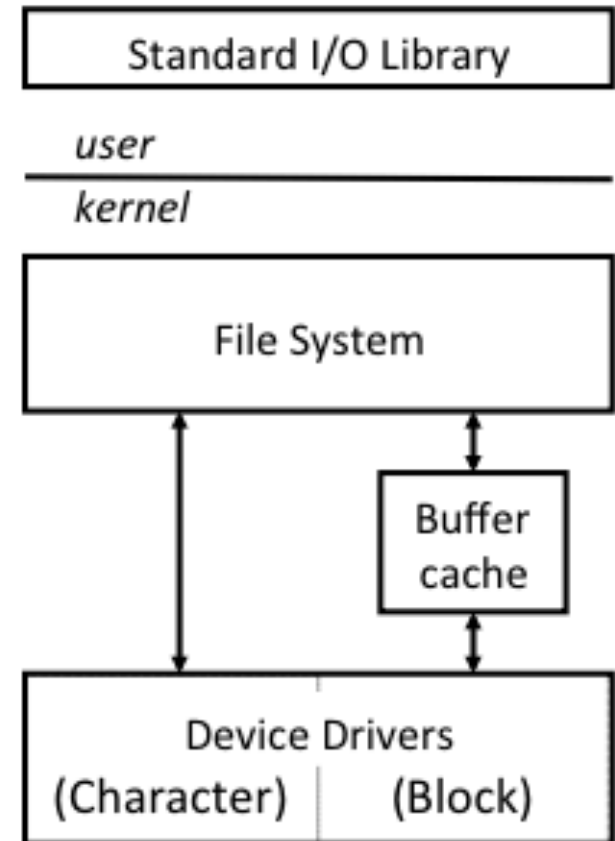 Standard I/O Library
user
kernel
File System
Buffer
cache
Device Drivers
(Character) (Block)